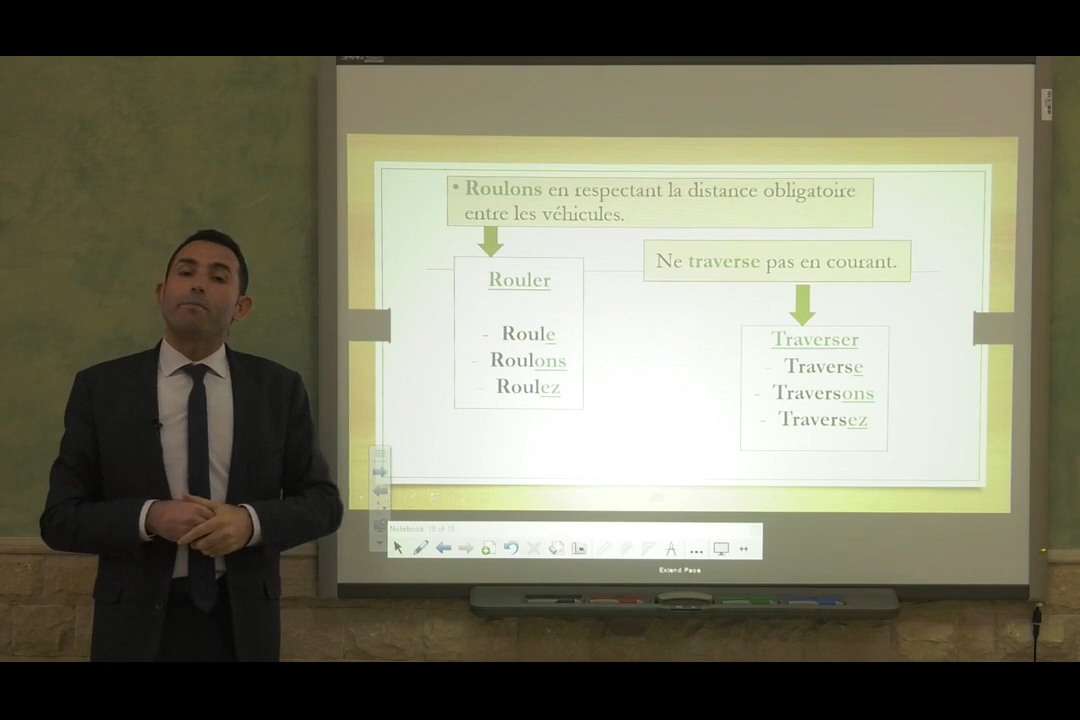 • Roulons en respectant la distance obligatoire
entre les véhicules.
Ne traverse pas en courant.
Rouler
- Roule
- Roulons
- Roulez
Traverser
- Traverse
- Traversons
- Traversez
Extend Page